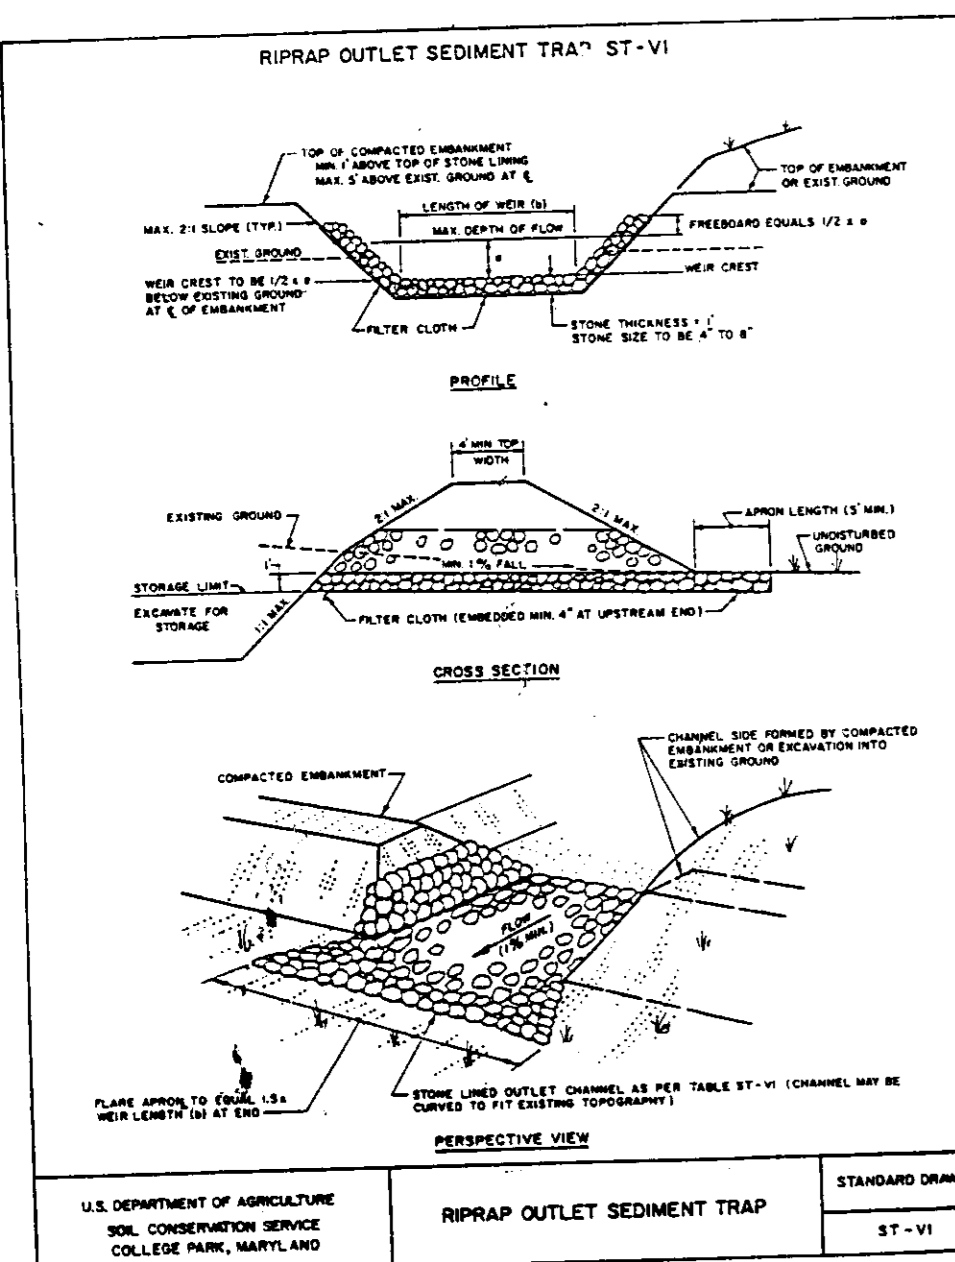 RIPRAP OUTLET SEDIMENT TRAP ST-VI
TOP OF COMPACTED EMBANKMENT
MIN. 1' ABOVE TOP OF STONE LINING
MAX. 5' ABOVE EXIST. GROUND AT ℄
TOP OF EMBANKMENT
OR EXIST. GROUND
LENGTH OF WEIR (b)
MAX. 2:1 SLOPE (TYP.)
MAX. DEPTH OF FLOW
FREEBOARD EQUALS 1/2 x a
EXIST. GROUND
a
WEIR CREST
WEIR CREST TO BE 1/2 x a
BELOW EXISTING GROUND
AT ℄ OF EMBANKMENT
FILTER CLOTH
STONE THICKNESS = 1'
STONE SIZE TO BE 4" TO 8"
PROFILE
4' MIN TOP
WIDTH
2:1 MAX.
2:1 MAX
APRON LENGTH (5' MIN.)
EXISTING GROUND
UNDISTURBED
GROUND
MIN. 1% FALL
1'
STORAGE LIMIT
EXCAVATE FOR
STORAGE
1:1 MAX
FILTER CLOTH (EMBEDDED MIN. 4" AT UPSTREAM END)
CROSS SECTION
CHANNEL SIDE FORMED BY COMPACTED
EMBANKMENT OR EXCAVATION INTO
EXISTING GROUND
COMPACTED EMBANKMENT
FLOW
(1% MIN.)
FLARE APRON TO EQUAL 1.5x
WEIR LENGTH (b) AT END
STONE LINED OUTLET CHANNEL AS PER TABLE ST-VI (CHANNEL MAY BE
CURVED TO FIT EXISTING TOPOGRAPHY)
PERSPECTIVE VIEW
U.S. DEPARTMENT OF AGRICULTURE
SOIL CONSERVATION SERVICE
COLLEGE PARK, MARYLAND
RIPRAP OUTLET SEDIMENT TRAP
STANDARD DRAW
ST-VI